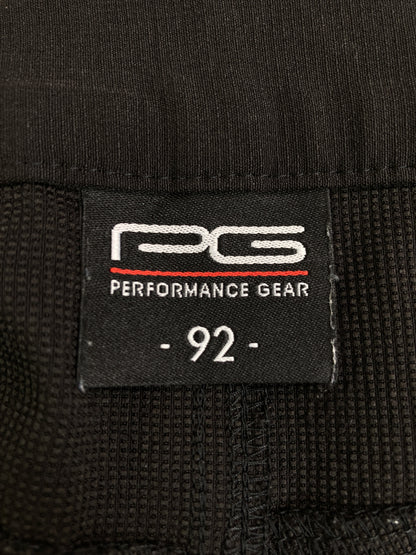 PG
PERFORMANCE GEAR
- 92 -